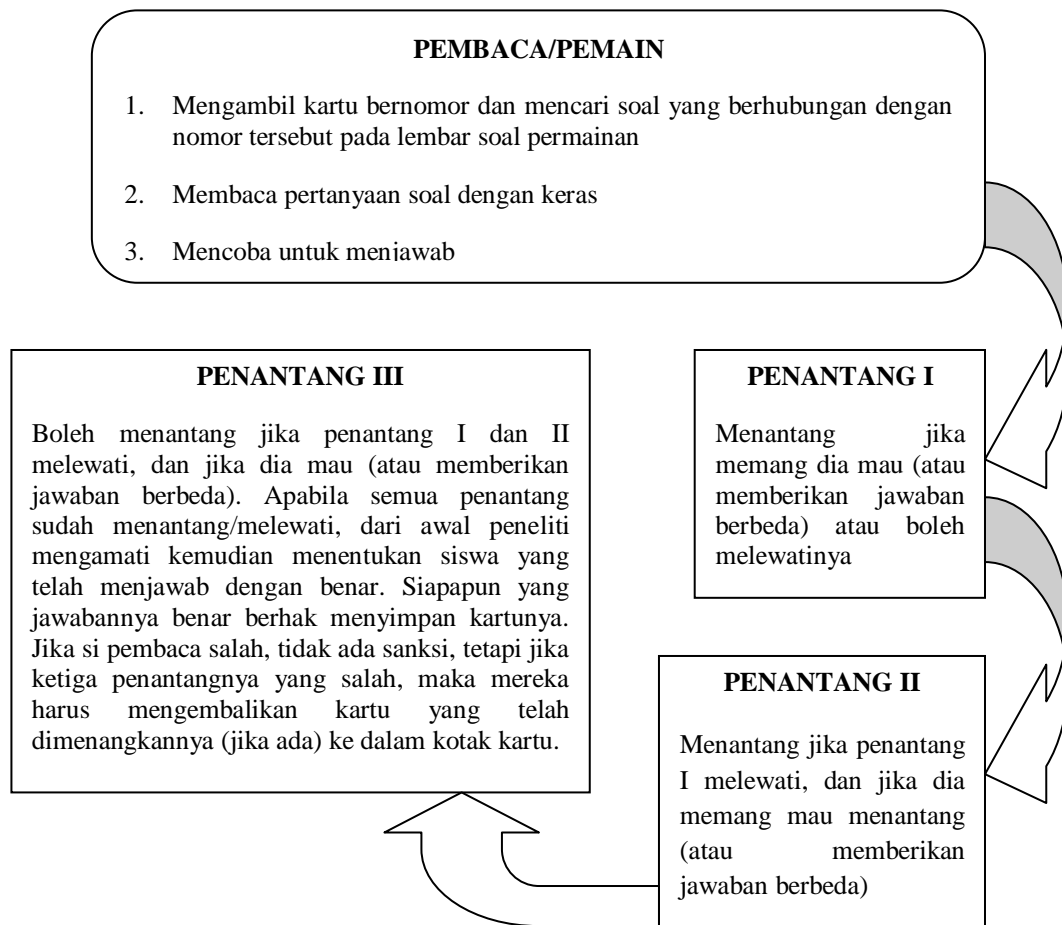 PEMBACA/PEMAIN
1. Mengambil kartu bernomor dan mencari soal yang berhubungan dengan
nomor tersebut pada lembar soal permainan
2. Membaca pertanyaan soal dengan keras
3. Mencoba untuk menjawab
PENANTANG I
Menantang jika
memang dia mau (atau
memberikan jawaban
berbeda) atau boleh
melewatinya
PENANTANG II
Menantang jika penantang
I melewati, dan jika dia
memang mau menantang
(atau memberikan
jawaban berbeda)
PENANTANG III
Boleh menantang jika penantang I dan II
melewati, dan jika dia mau (atau memberikan
jawaban berbeda). Apabila semua penantang
sudah menantang/melewati, dari awal peneliti
mengamati kemudian menentukan siswa yang
telah menjawab dengan benar. Siapapun yang
jawabannya benar berhak menyimpan kartunya.
Jika si pembaca salah, tidak ada sanksi, tetapi jika
ketiga penantangnya yang salah, maka mereka
harus mengembalikan kartu yang telah
dimenangkannya (jika ada) ke dalam kotak kartu.